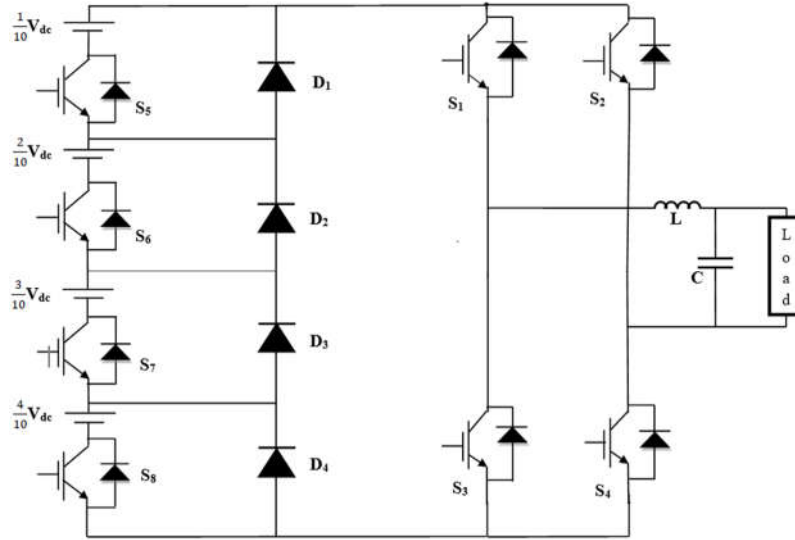 1/10 Vdc
S5
D1
S1
S2
2/10 Vdc
S6
D2
L
C
Load
3/10 Vdc
S7
D3
4/10 Vdc
S8
D4
S3
S4